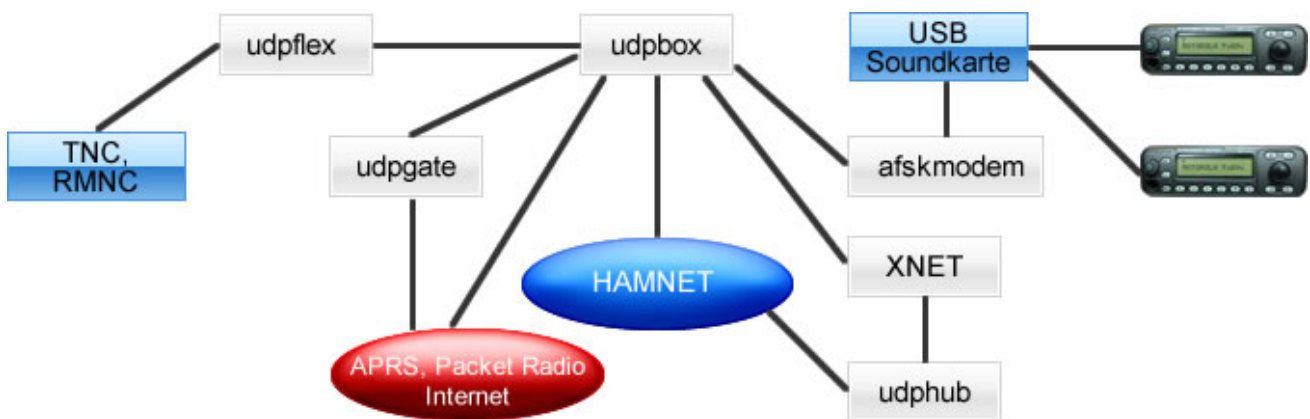 udpflex
udpbox
USB
Soundkarte
TNC,
RMNC
udpgate
afskmodem
HAMNET
XNET
APRS, Packet Radio
Internet
udphub